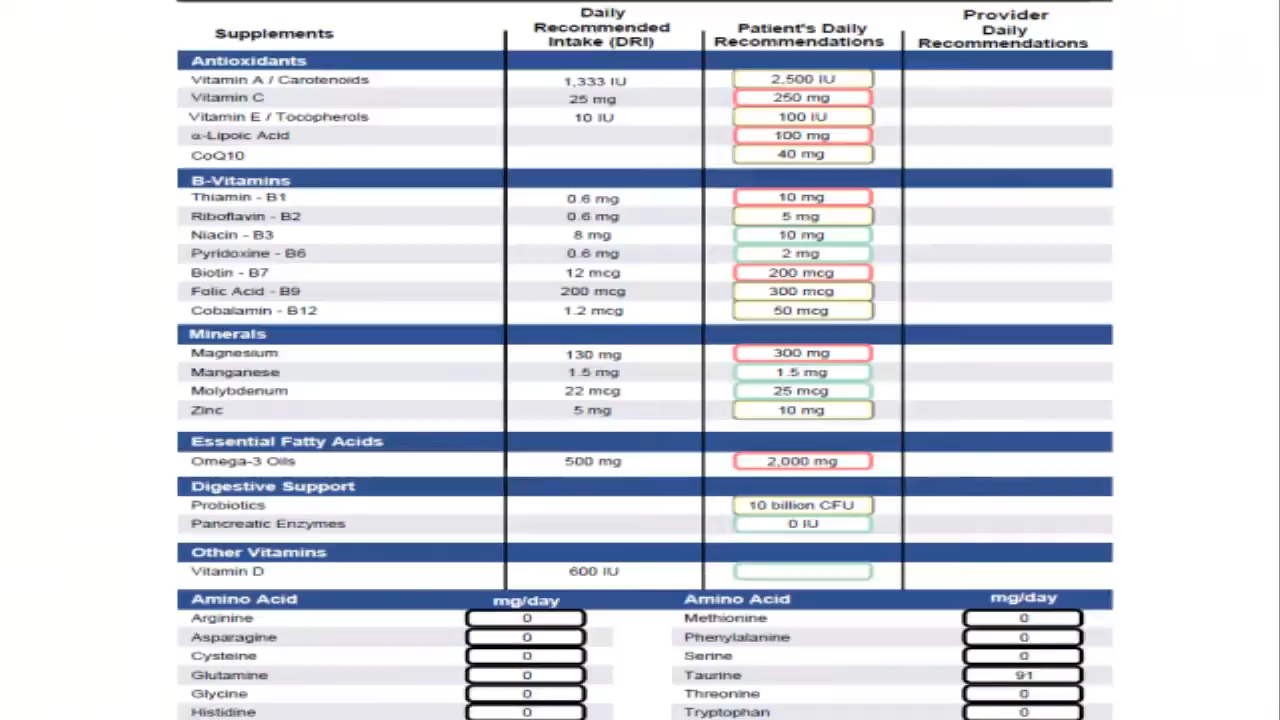 Supplements Daily Recommended Intake (DRI) Patient's Daily Recommendations Provider Daily Recommendations
Antioxidants
Vitamin A / Carotenoids 1,333 IU 2,500 IU
Vitamin C 25 mg 250 mg
Vitamin E / Tocopherols 10 IU 100 IU
α-Lipoic Acid 100 mg
CoQ10 40 mg
B-Vitamins
Thiamin - B1 0.6 mg 10 mg
Riboflavin - B2 0.6 mg 5 mg
Niacin - B3 8 mg 10 mg
Pyridoxine - B6 0.6 mg 2 mg
Biotin - B7 12 mcg 200 mcg
Folic Acid - B9 200 mcg 300 mcg
Cobalamin - B12 1.2 mcg 50 mcg
Minerals
Magnesium 130 mg 300 mg
Manganese 1.5 mg 1.5 mg
Molybdenum 22 mcg 25 mcg
Zinc 5 mg 10 mg
Essential Fatty Acids
Omega-3 Oils 500 mg 2,000 mg
Digestive Support
Probiotics 10 billion CFU
Pancreatic Enzymes 0 IU
Other Vitamins
Vitamin D 600 IU
Amino Acid mg/day Amino Acid mg/day
Arginine 0 Methionine 0
Asparagine 0 Phenylalanine 0
Cysteine 0 Serine 0
Glutamine 0 Taurine 91
Glycine 0 Threonine 0
Histidine 0 Tryptophan 0